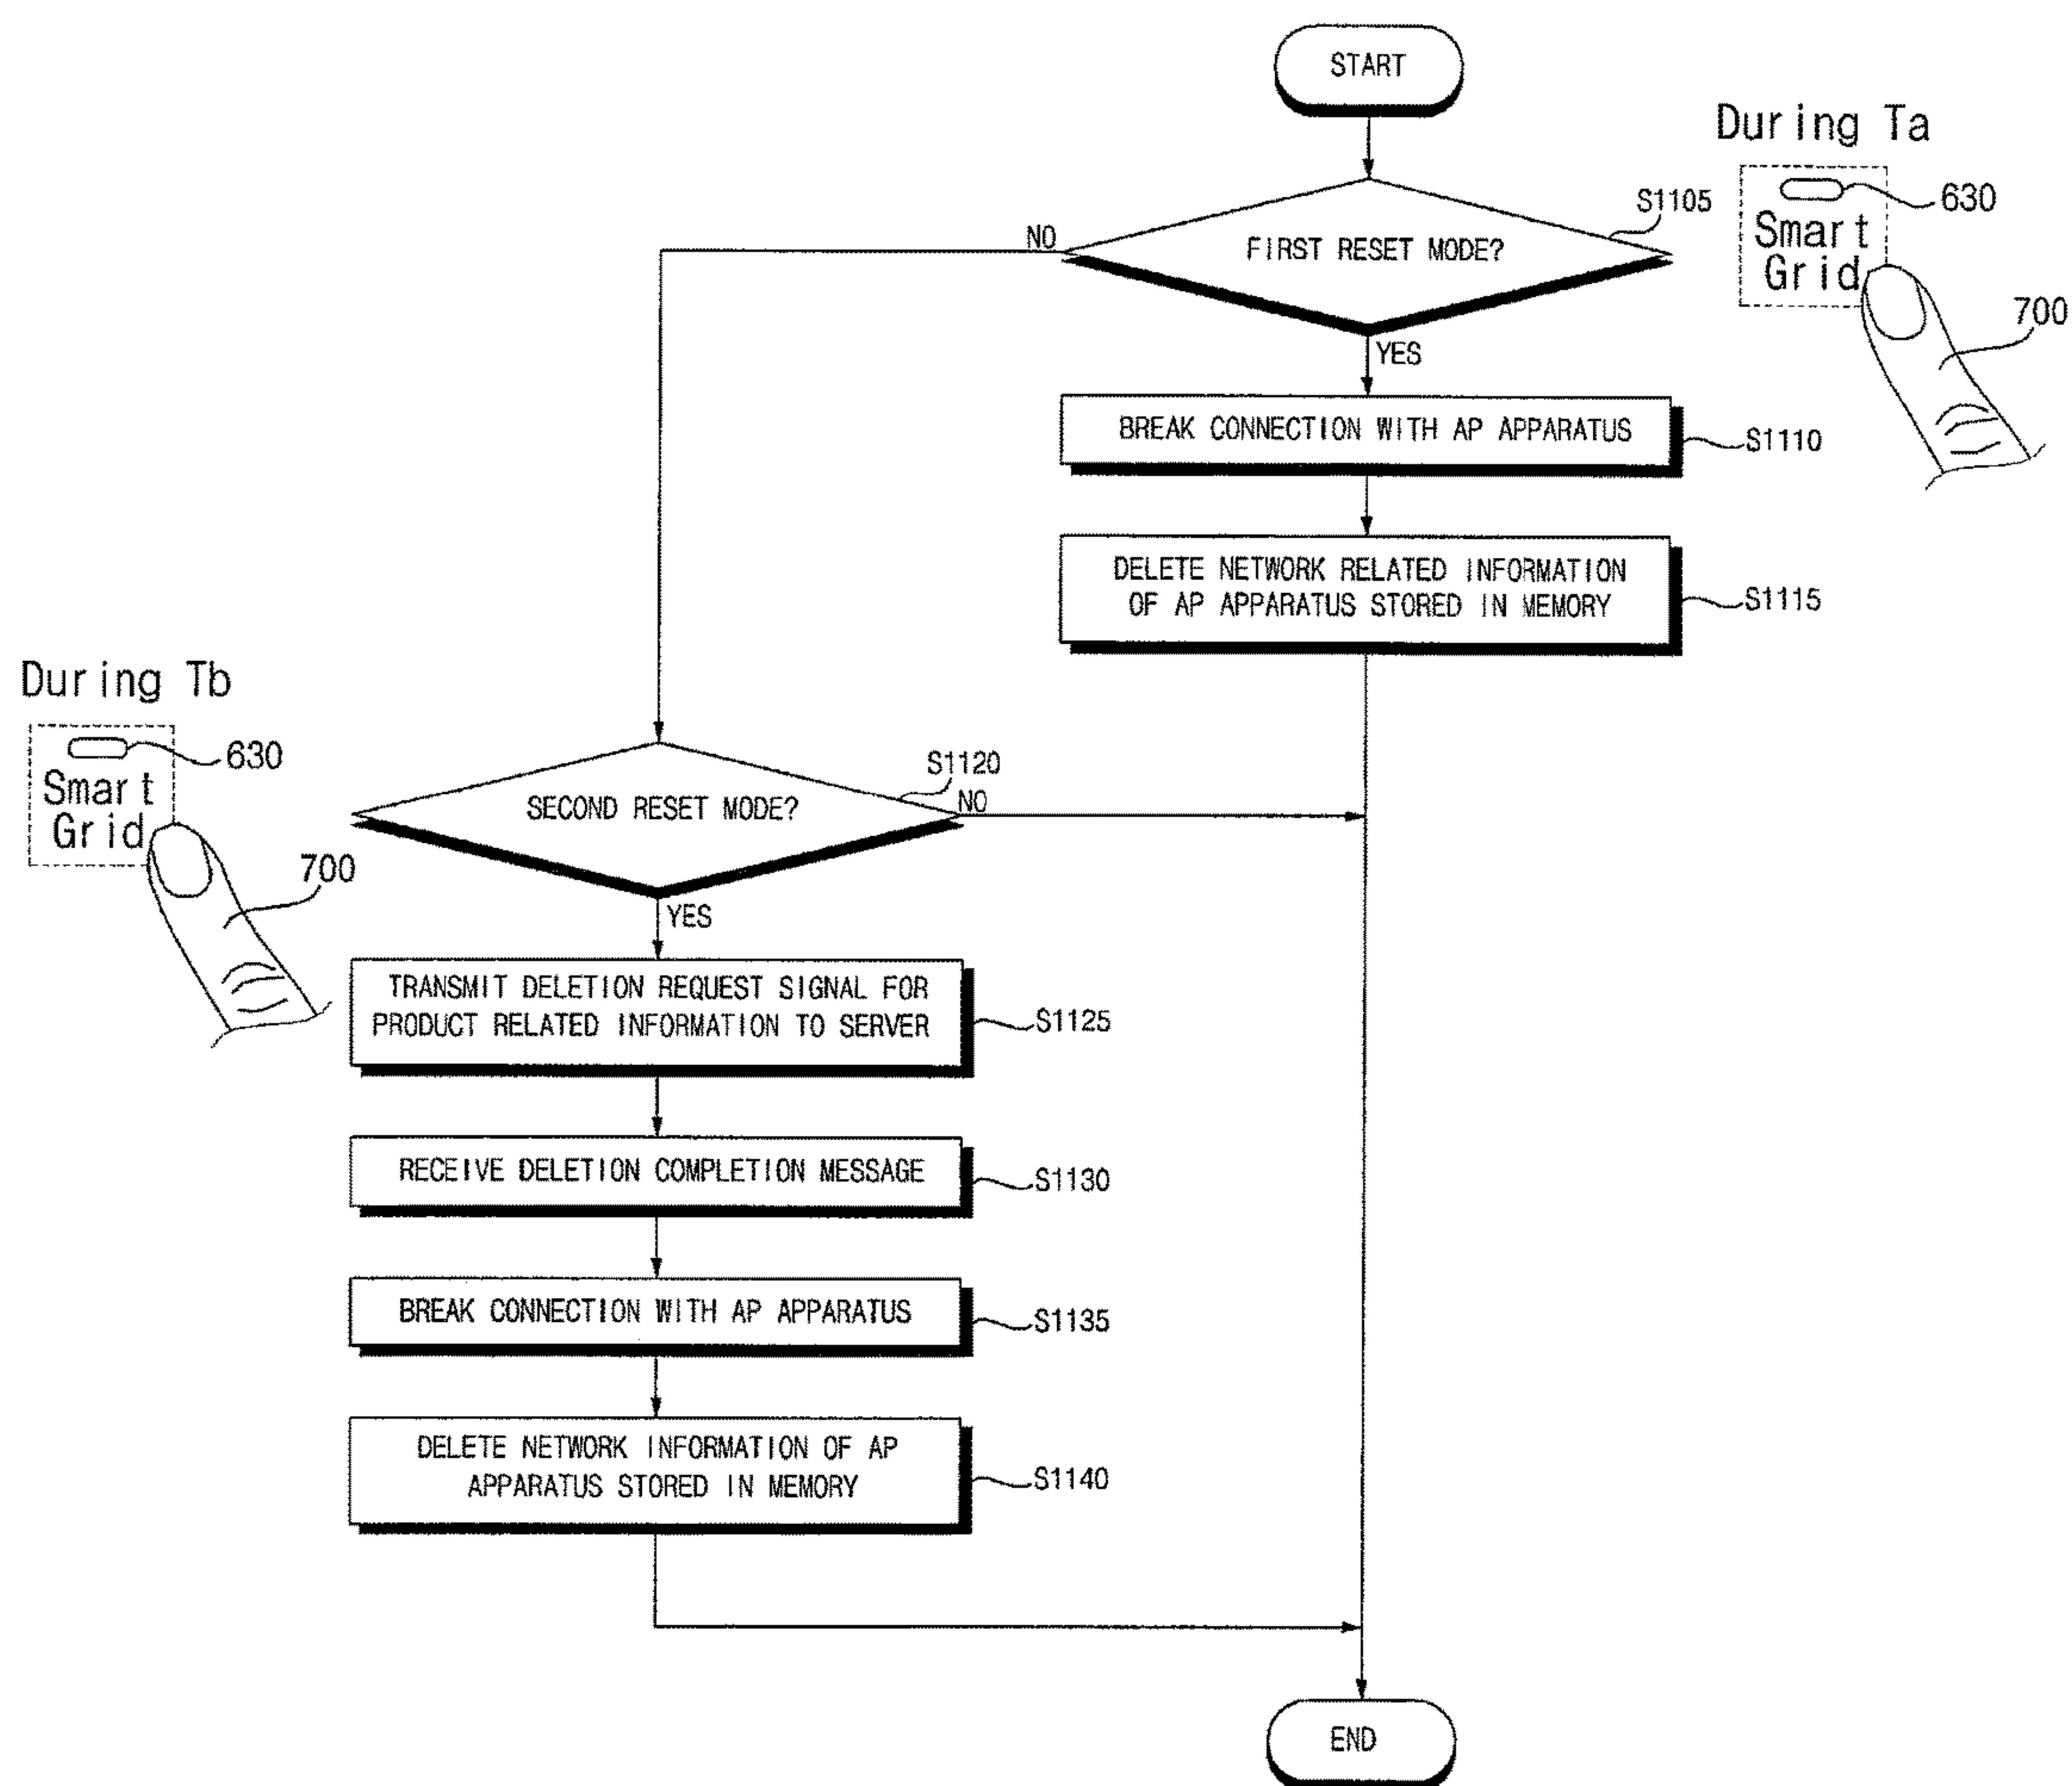 START
During Ta
630
Smart
Grid
700
S1105
FIRST RESET MODE?
NO
YES
BREAK CONNECTION WITH AP APPARATUS
S1110
DELETE NETWORK RELATED INFORMATION
OF AP APPARATUS STORED IN MEMORY
S1115
During Tb
630
Smart
Grid
700
S1120
SECOND RESET MODE?
NO
YES
TRANSMIT DELETION REQUEST SIGNAL FOR
PRODUCT RELATED INFORMATION TO SERVER
S1125
RECEIVE DELETION COMPLETION MESSAGE
S1130
BREAK CONNECTION WITH AP APPARATUS
S1135
DELETE NETWORK INFORMATION OF AP
APPARATUS STORED IN MEMORY
S1140
END